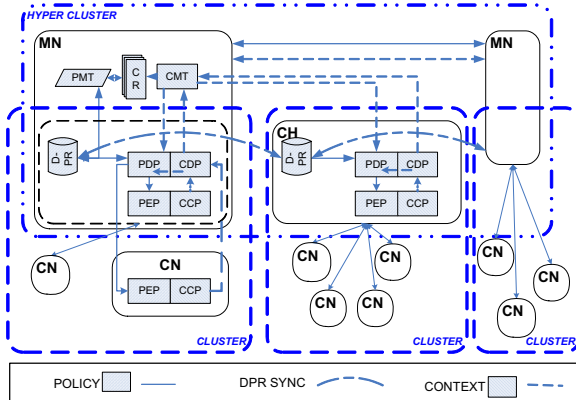 HYPER CLUSTER
MN
MN
PMT
C R
CMT
CH
D-PR
PDP
CDP
D-PR
PDP
CDP
PEP
CCP
PEP
CCP
CN
CN
PEP
CCP
CN
CN
CN
CN
CN
CN
CN
CLUSTER
CLUSTER
CLUSTER
POLICY
DPR SYNC
CONTEXT